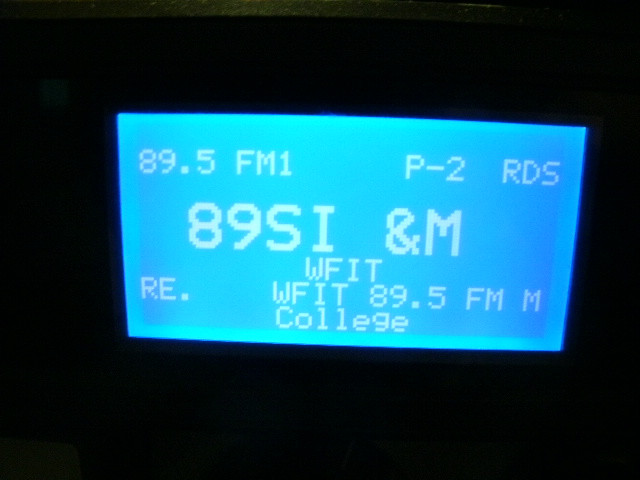 89.5 FM1 P-2 RDS
89SI &M
WFIT
RE. WFIT 89.5 FM M
College